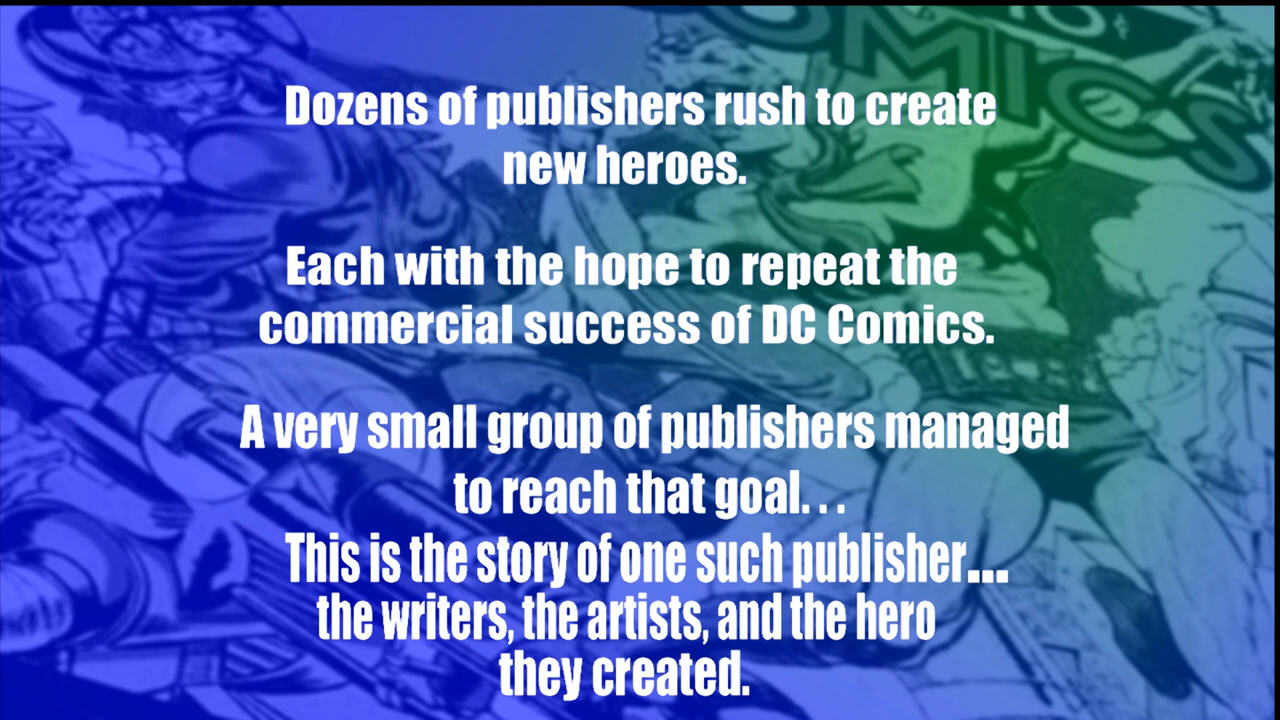 OMICS
Dozens of publishers rush to create
new heroes.
Each with the hope to repeat the
commercial success of DC Comics.
A very small group of publishers managed
to reach that goal. . .
This is the story of one such publisher...
the writers, the artists, and the hero
they created.